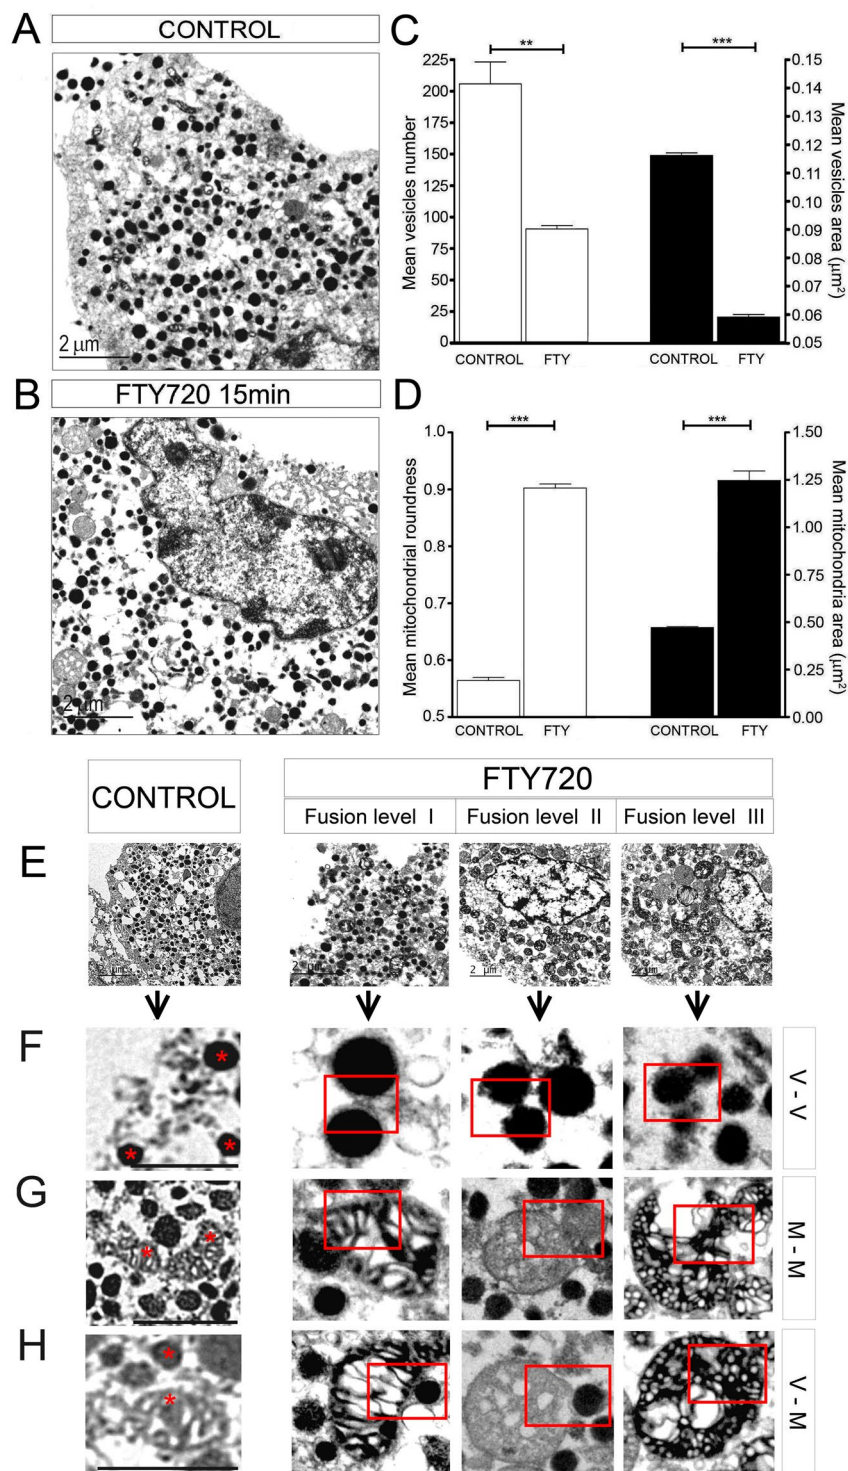 A
CONTROL
2 μm
B
FTY720 15min
2 μm
C
**
***
225
200
175
150
125
100
75
50
25
0
Mean vesicles number
0.15
0.14
0.13
0.12
0.11
0.10
0.09
0.08
0.07
0.06
0.05
Mean vesicles area (μm²)
CONTROL FTY CONTROL FTY
D
***
***
1.0
0.9
0.8
0.7
0.6
0.5
Mean mitochondrial roundness
1.50
1.25
1.00
0.75
0.50
0.25
0.00
Mean mitochondria area (μm²)
CONTROL FTY CONTROL FTY
CONTROL
FTY720
Fusion level I Fusion level II Fusion level III
E
2 μm
2 μm
2 μm
2 μm
F
* * *
V - V
G
* *
M - M
H
* *
V - M